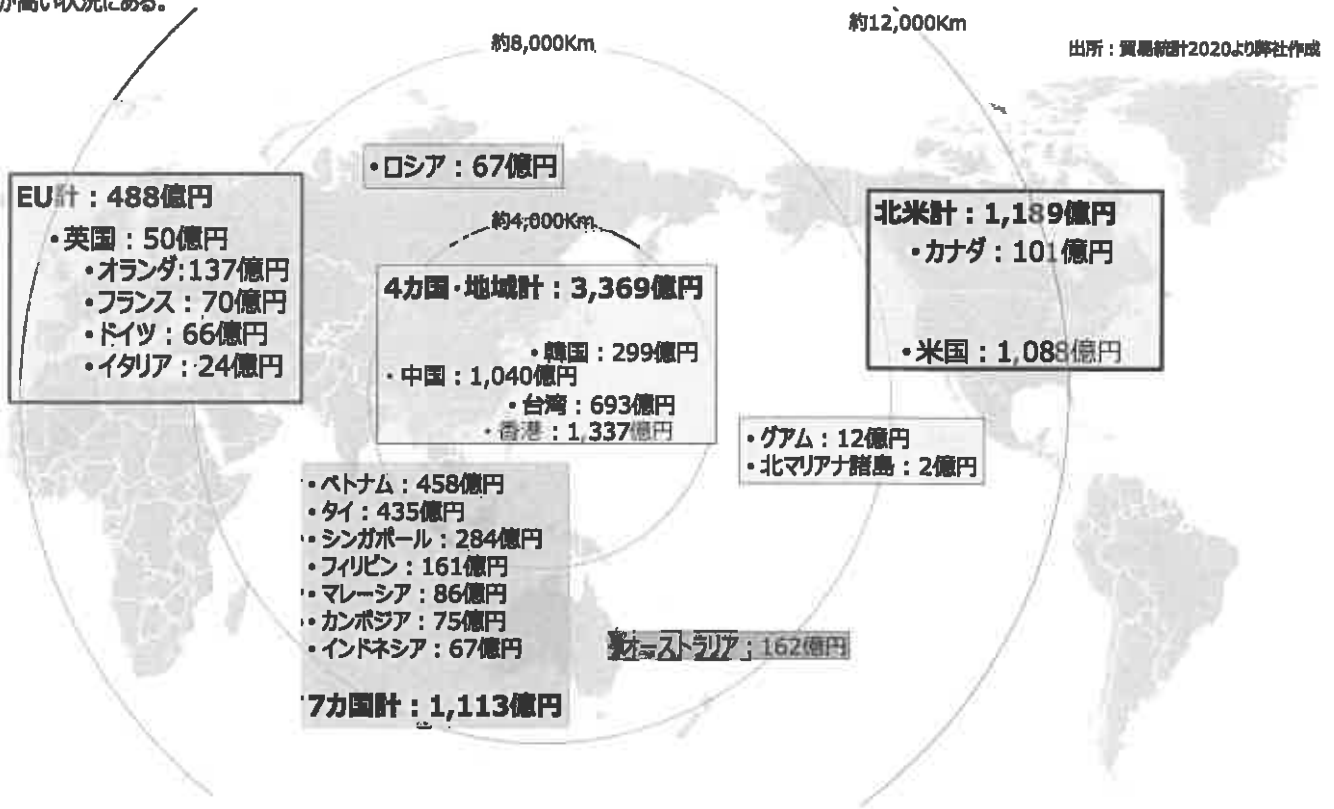 が高い状況にある。
約8,000Km
約12,000Km
出所：貿易統計2020より弊社作成
・ロシア：67億円
EU計：488億円
・英国：50億円
・オランダ:137億円
・フランス：70億円
・ドイツ：66億円
・イタリア：24億円
約4,000Km
4カ国・地域計：3,369億円
・韓国：299億円
・中国：1,040億円
・台湾：693億円
・香港：1,337億円
北米計：1,189億円
・カナダ：101億円
・米国：1,088億円
・グアム：12億円
・北マリアナ諸島：2億円
・ベトナム：458億円
・タイ：435億円
・シンガポール：284億円
・フィリピン：161億円
・マレーシア：86億円
・カンボジア：75億円
・インドネシア：67億円
7カ国計：1,113億円
オーストラリア：162億円